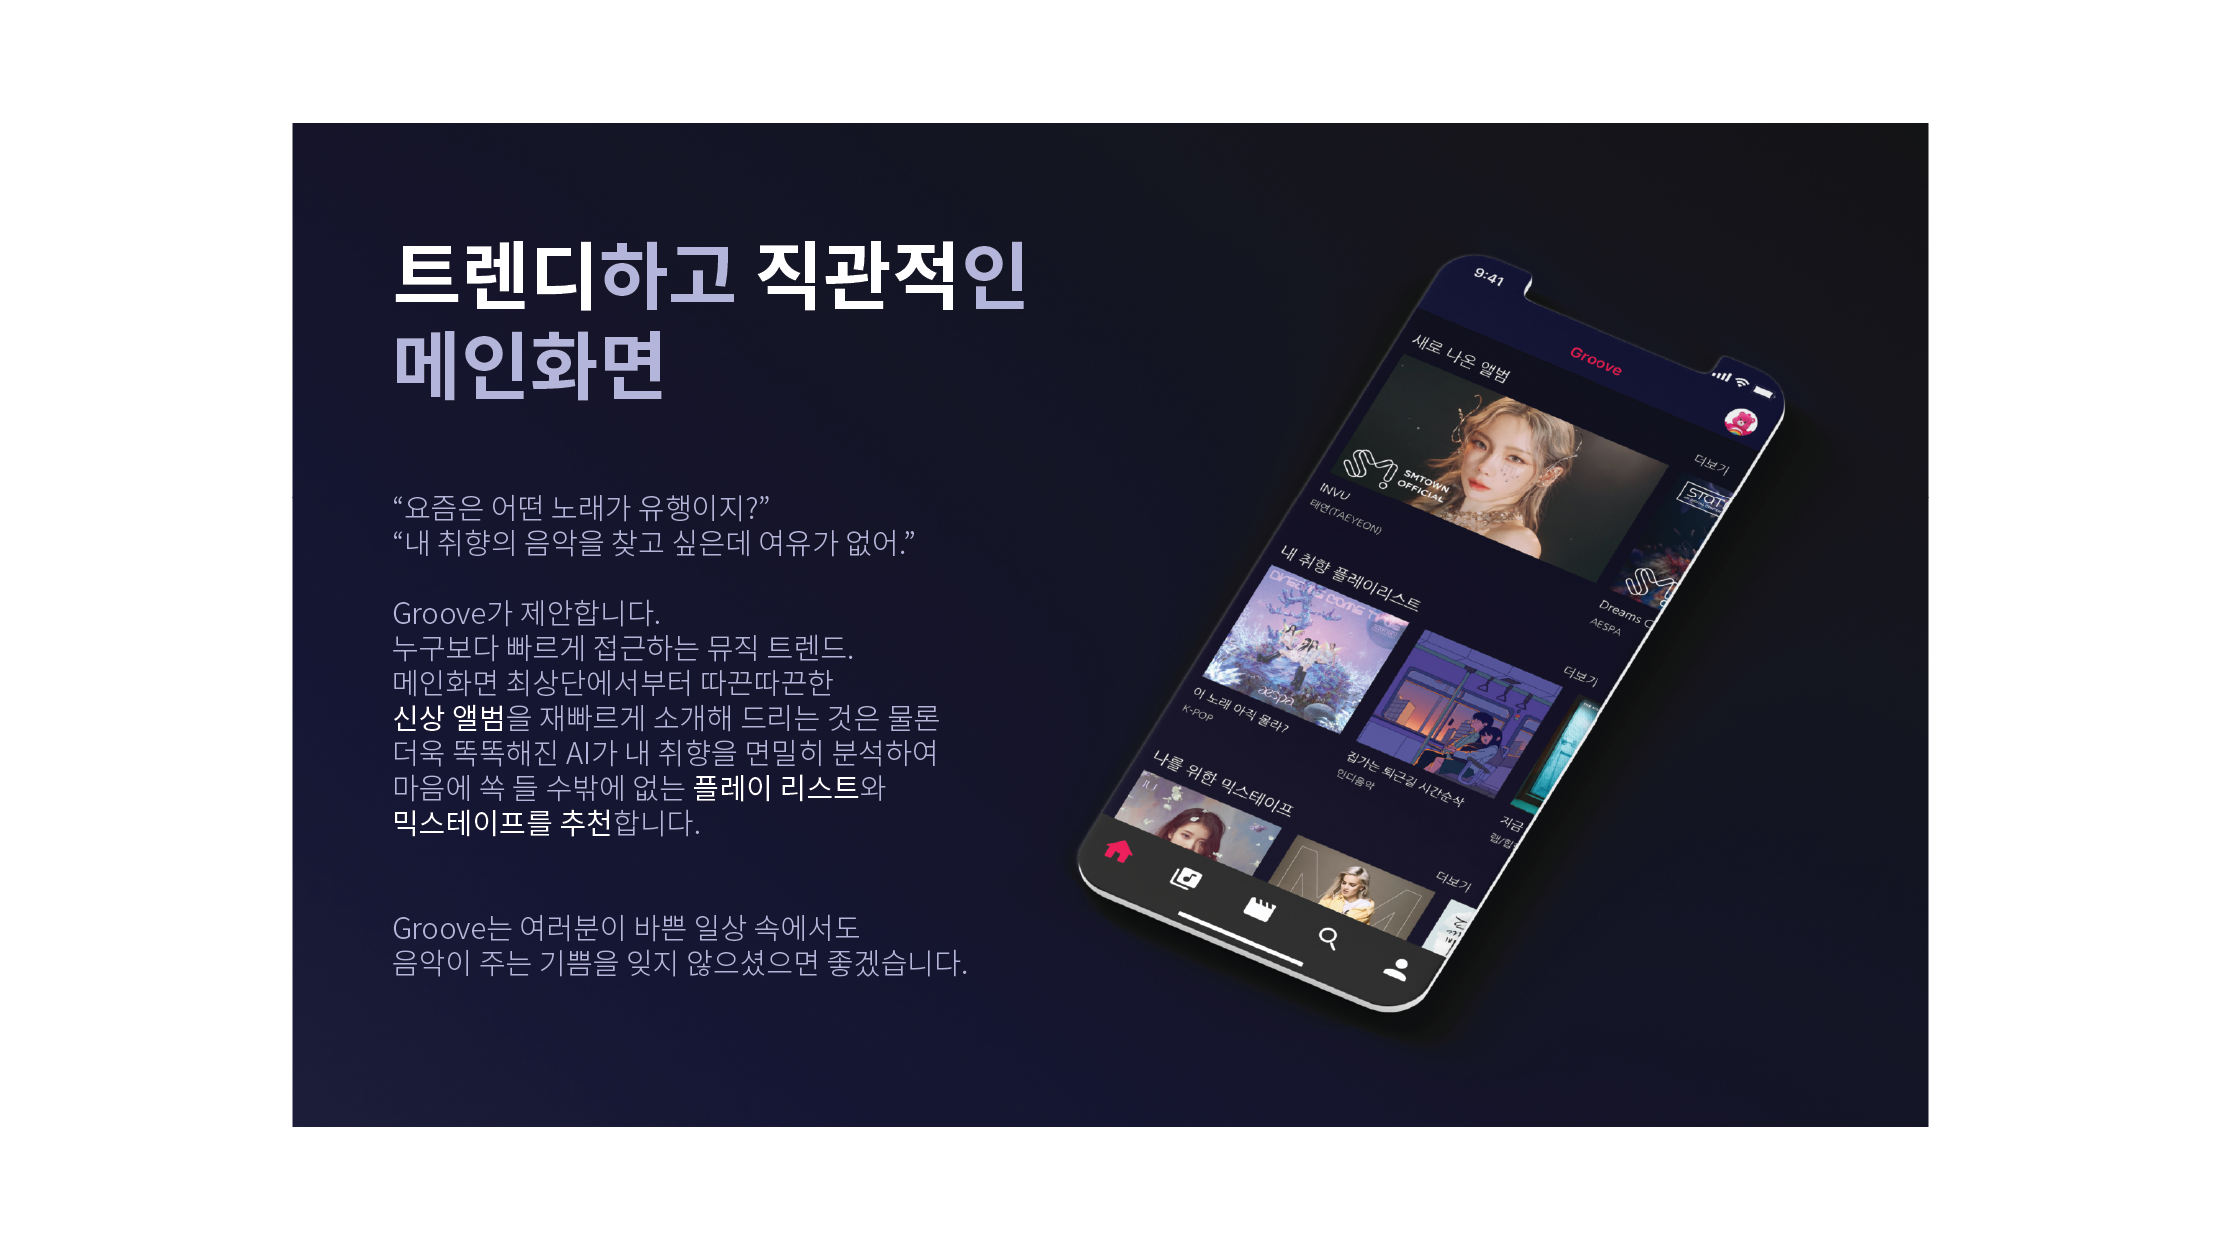 트렌디하고 직관적인
메인화면
“요즘은 어떤 노래가 유행이지?”
“내 취향의 음악을 찾고 싶은데 여유가 없어.”
Groove가 제안합니다.
누구보다 빠르게 접근하는 뮤직 트렌드.
메인화면 최상단에서부터 따끈따끈한
신상 앨범을 재빠르게 소개해 드리는 것은 물론
더욱 똑똑해진 AI가 내 취향을 면밀히 분석하여
마음에 쏙 들 수밖에 없는 플레이 리스트와
믹스테이프를 추천합니다.
Groove는 여러분이 바쁜 일상 속에서도
음악이 주는 기쁨을 잊지 않으셨으면 좋겠습니다.
9:41
Groove
새로 나온 앨범
더보기
SMTOWN
OFFICIAL
INVU
태연(TAEYEON)
Dreams C
AESPA
내 취향 플레이리스트
더보기
aespa
이 노래 아직 몰라?
K-POP
집가는 퇴근길 시간순삭
인디음악
지금
랩/힙
나를 위한 믹스테이프
더보기